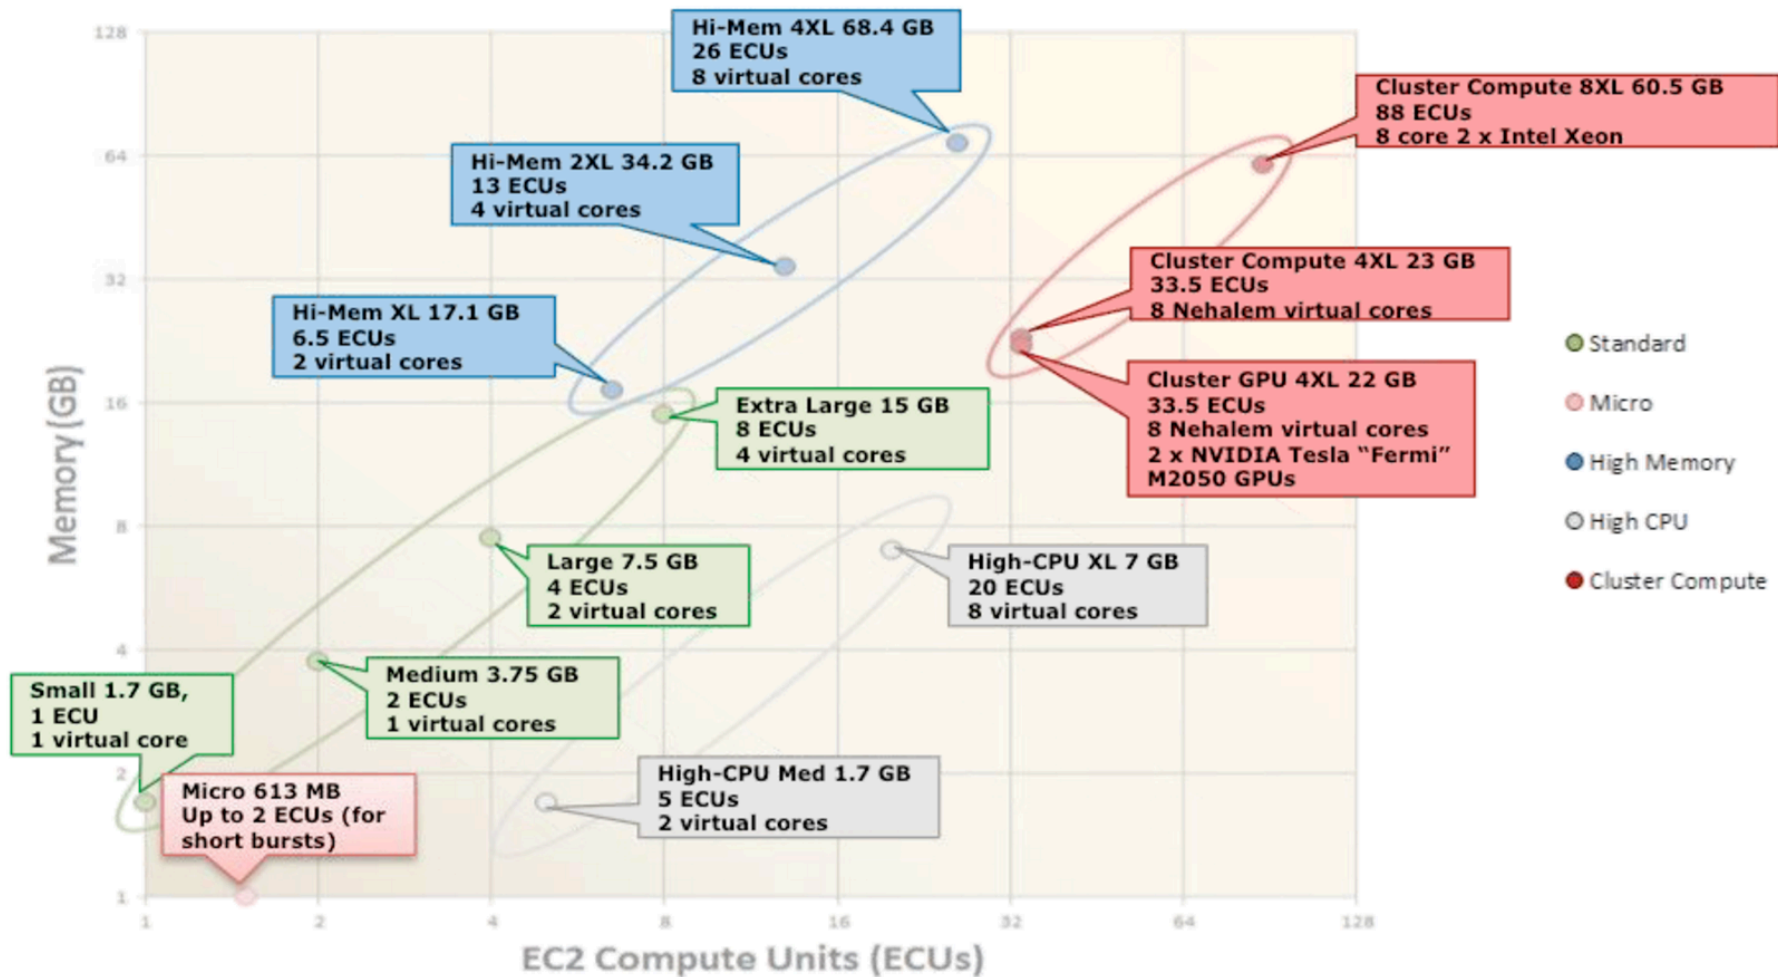 128
64
32
16
8
4
2
1
Memory (GB)
Hi-Mem 4XL 68.4 GB
26 ECUs
8 virtual cores
Cluster Compute 8XL 60.5 GB
88 ECUs
8 core 2 x Intel Xeon
Hi-Mem 2XL 34.2 GB
13 ECUs
4 virtual cores
Cluster Compute 4XL 23 GB
33.5 ECUs
8 Nehalem virtual cores
Hi-Mem XL 17.1 GB
6.5 ECUs
2 virtual cores
Cluster GPU 4XL 22 GB
33.5 ECUs
8 Nehalem virtual cores
2 x NVIDIA Tesla “Fermi”
M2050 GPUs
Extra Large 15 GB
8 ECUs
4 virtual cores
Large 7.5 GB
4 ECUs
2 virtual cores
High-CPU XL 7 GB
20 ECUs
8 virtual cores
Medium 3.75 GB
2 ECUs
1 virtual cores
Small 1.7 GB,
1 ECU
1 virtual core
High-CPU Med 1.7 GB
5 ECUs
2 virtual cores
Micro 613 MB
Up to 2 ECUs (for
short bursts)
1 2 4 8 16 32 64 128
EC2 Compute Units (ECUs)
Standard
Micro
High Memory
High CPU
Cluster Compute